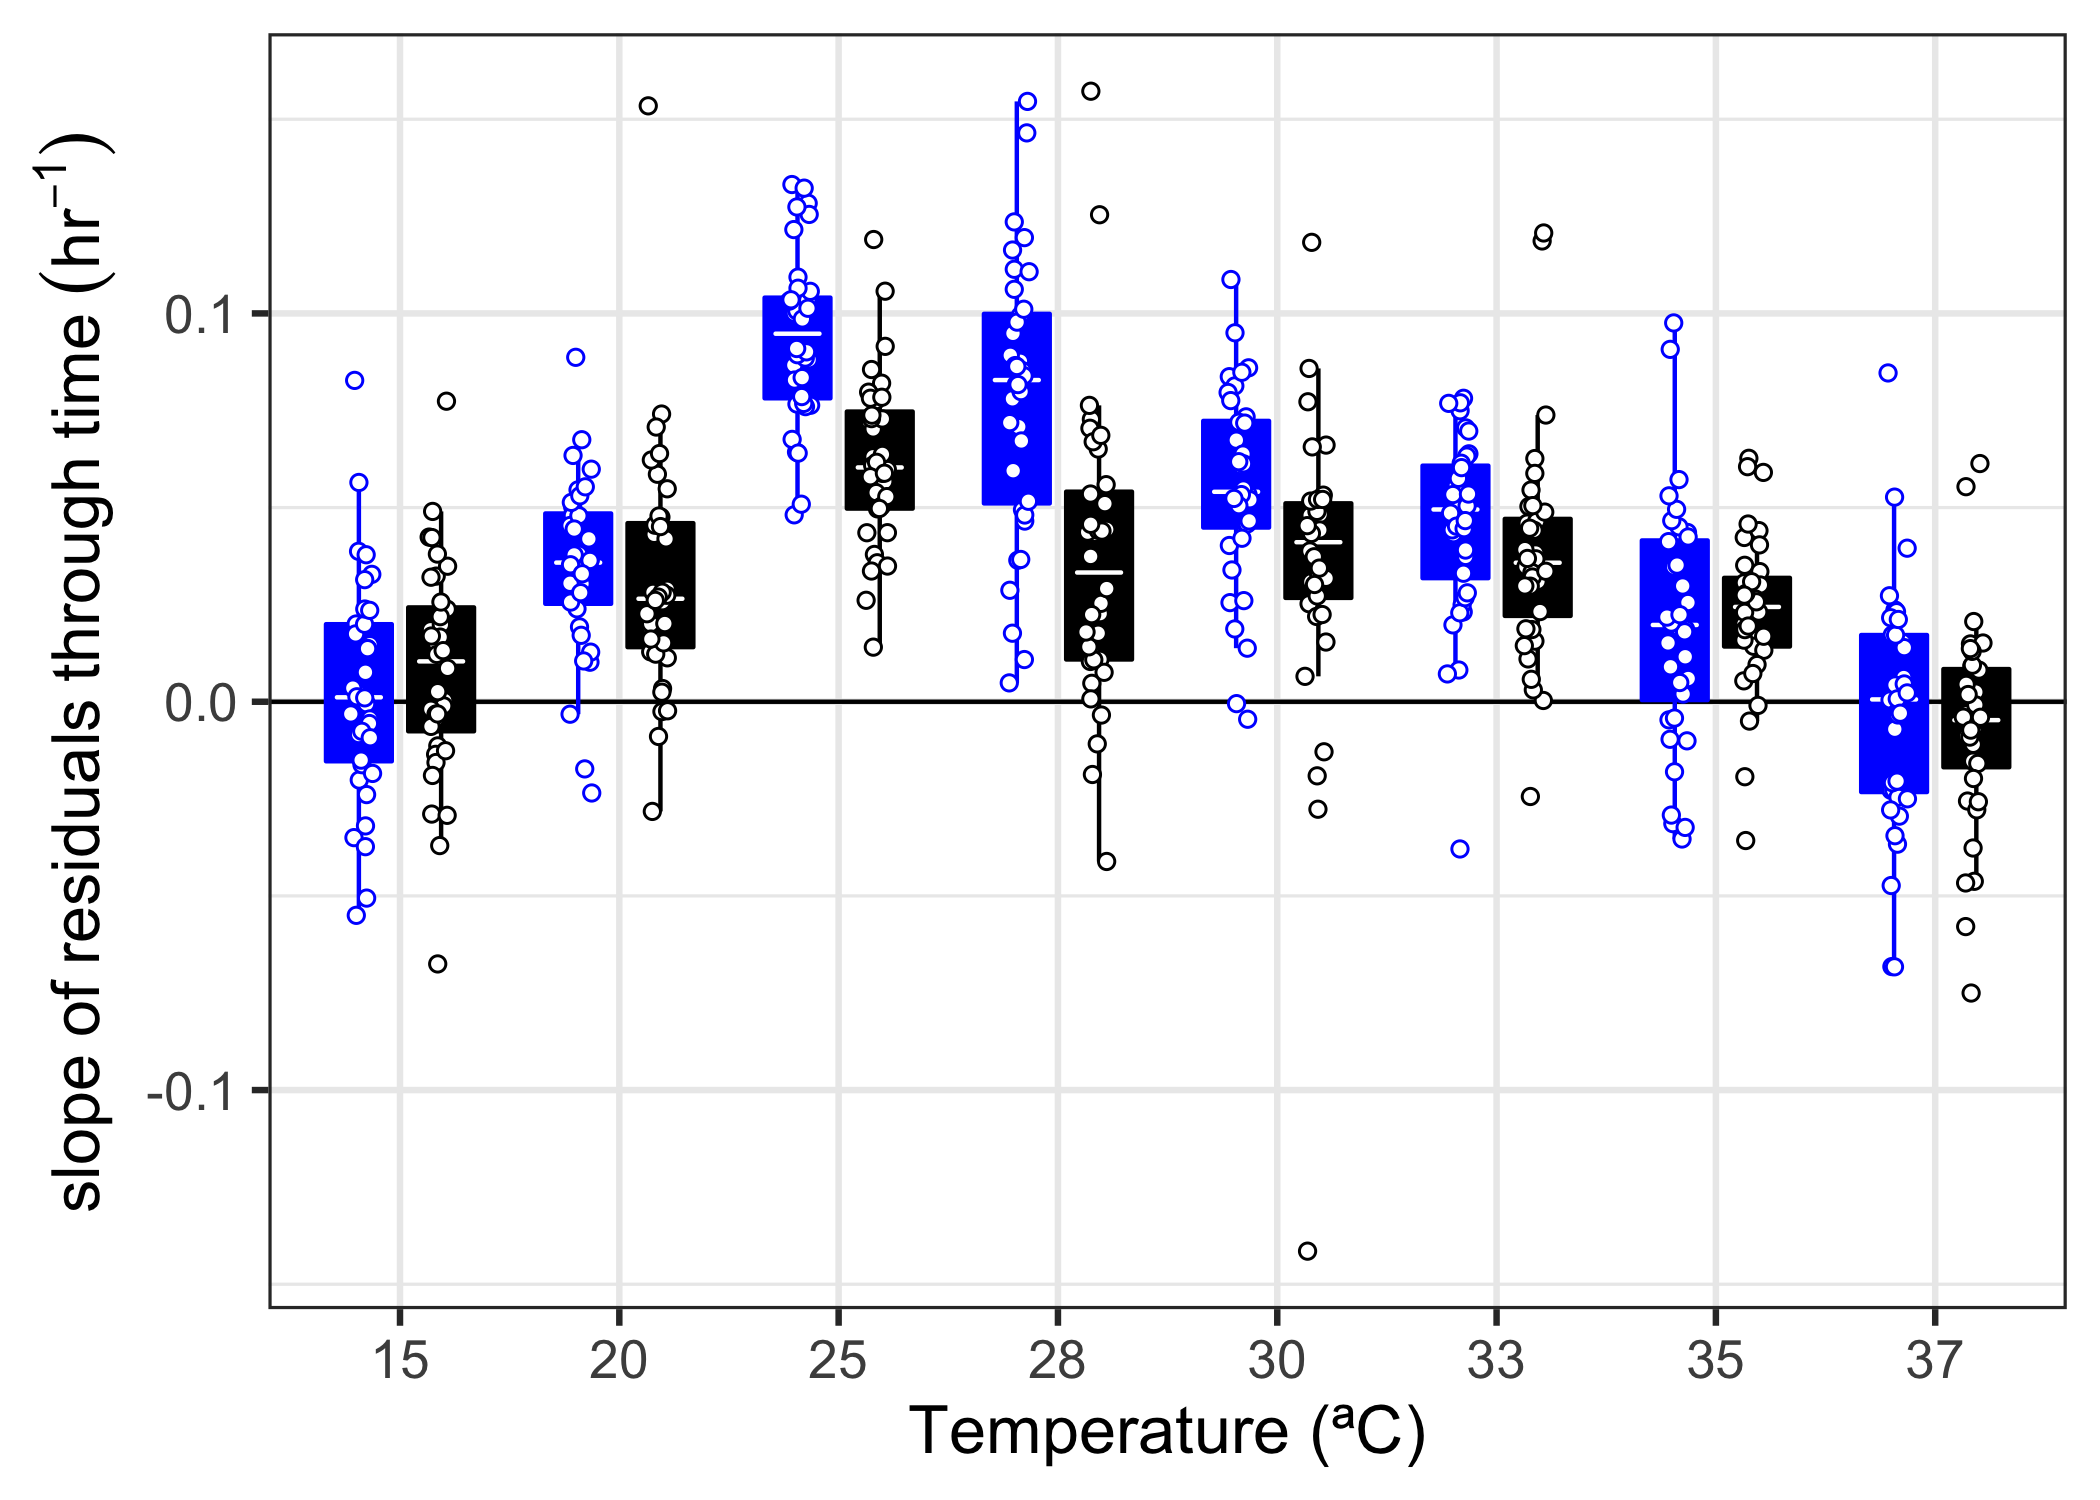 slope of residuals through time (hr⁻¹)
0.1
0.0
-0.1
15 20 25 28 30 33 35 37
Temperature (ªC)